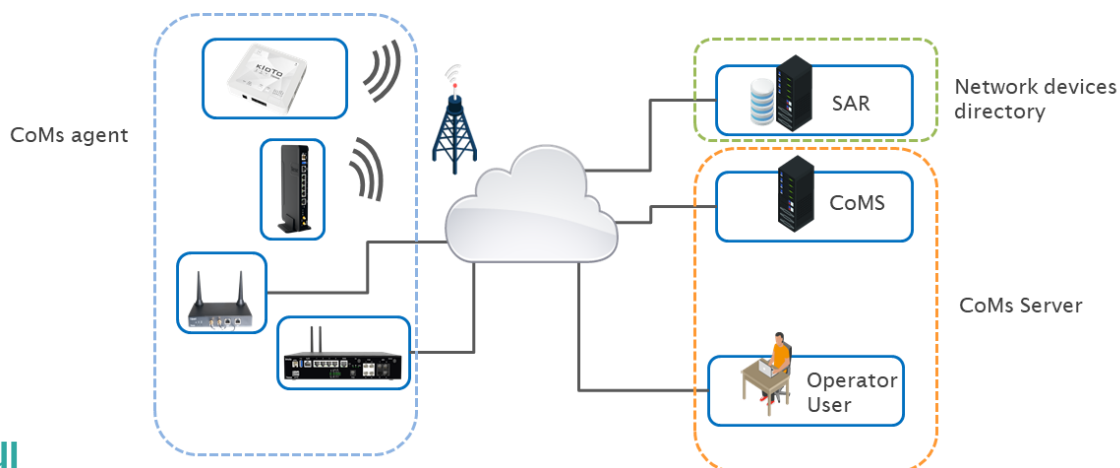 KIOTO
SAR
Network devices
directory
CoMs agent
CoMS
CoMs Server
Operator
User